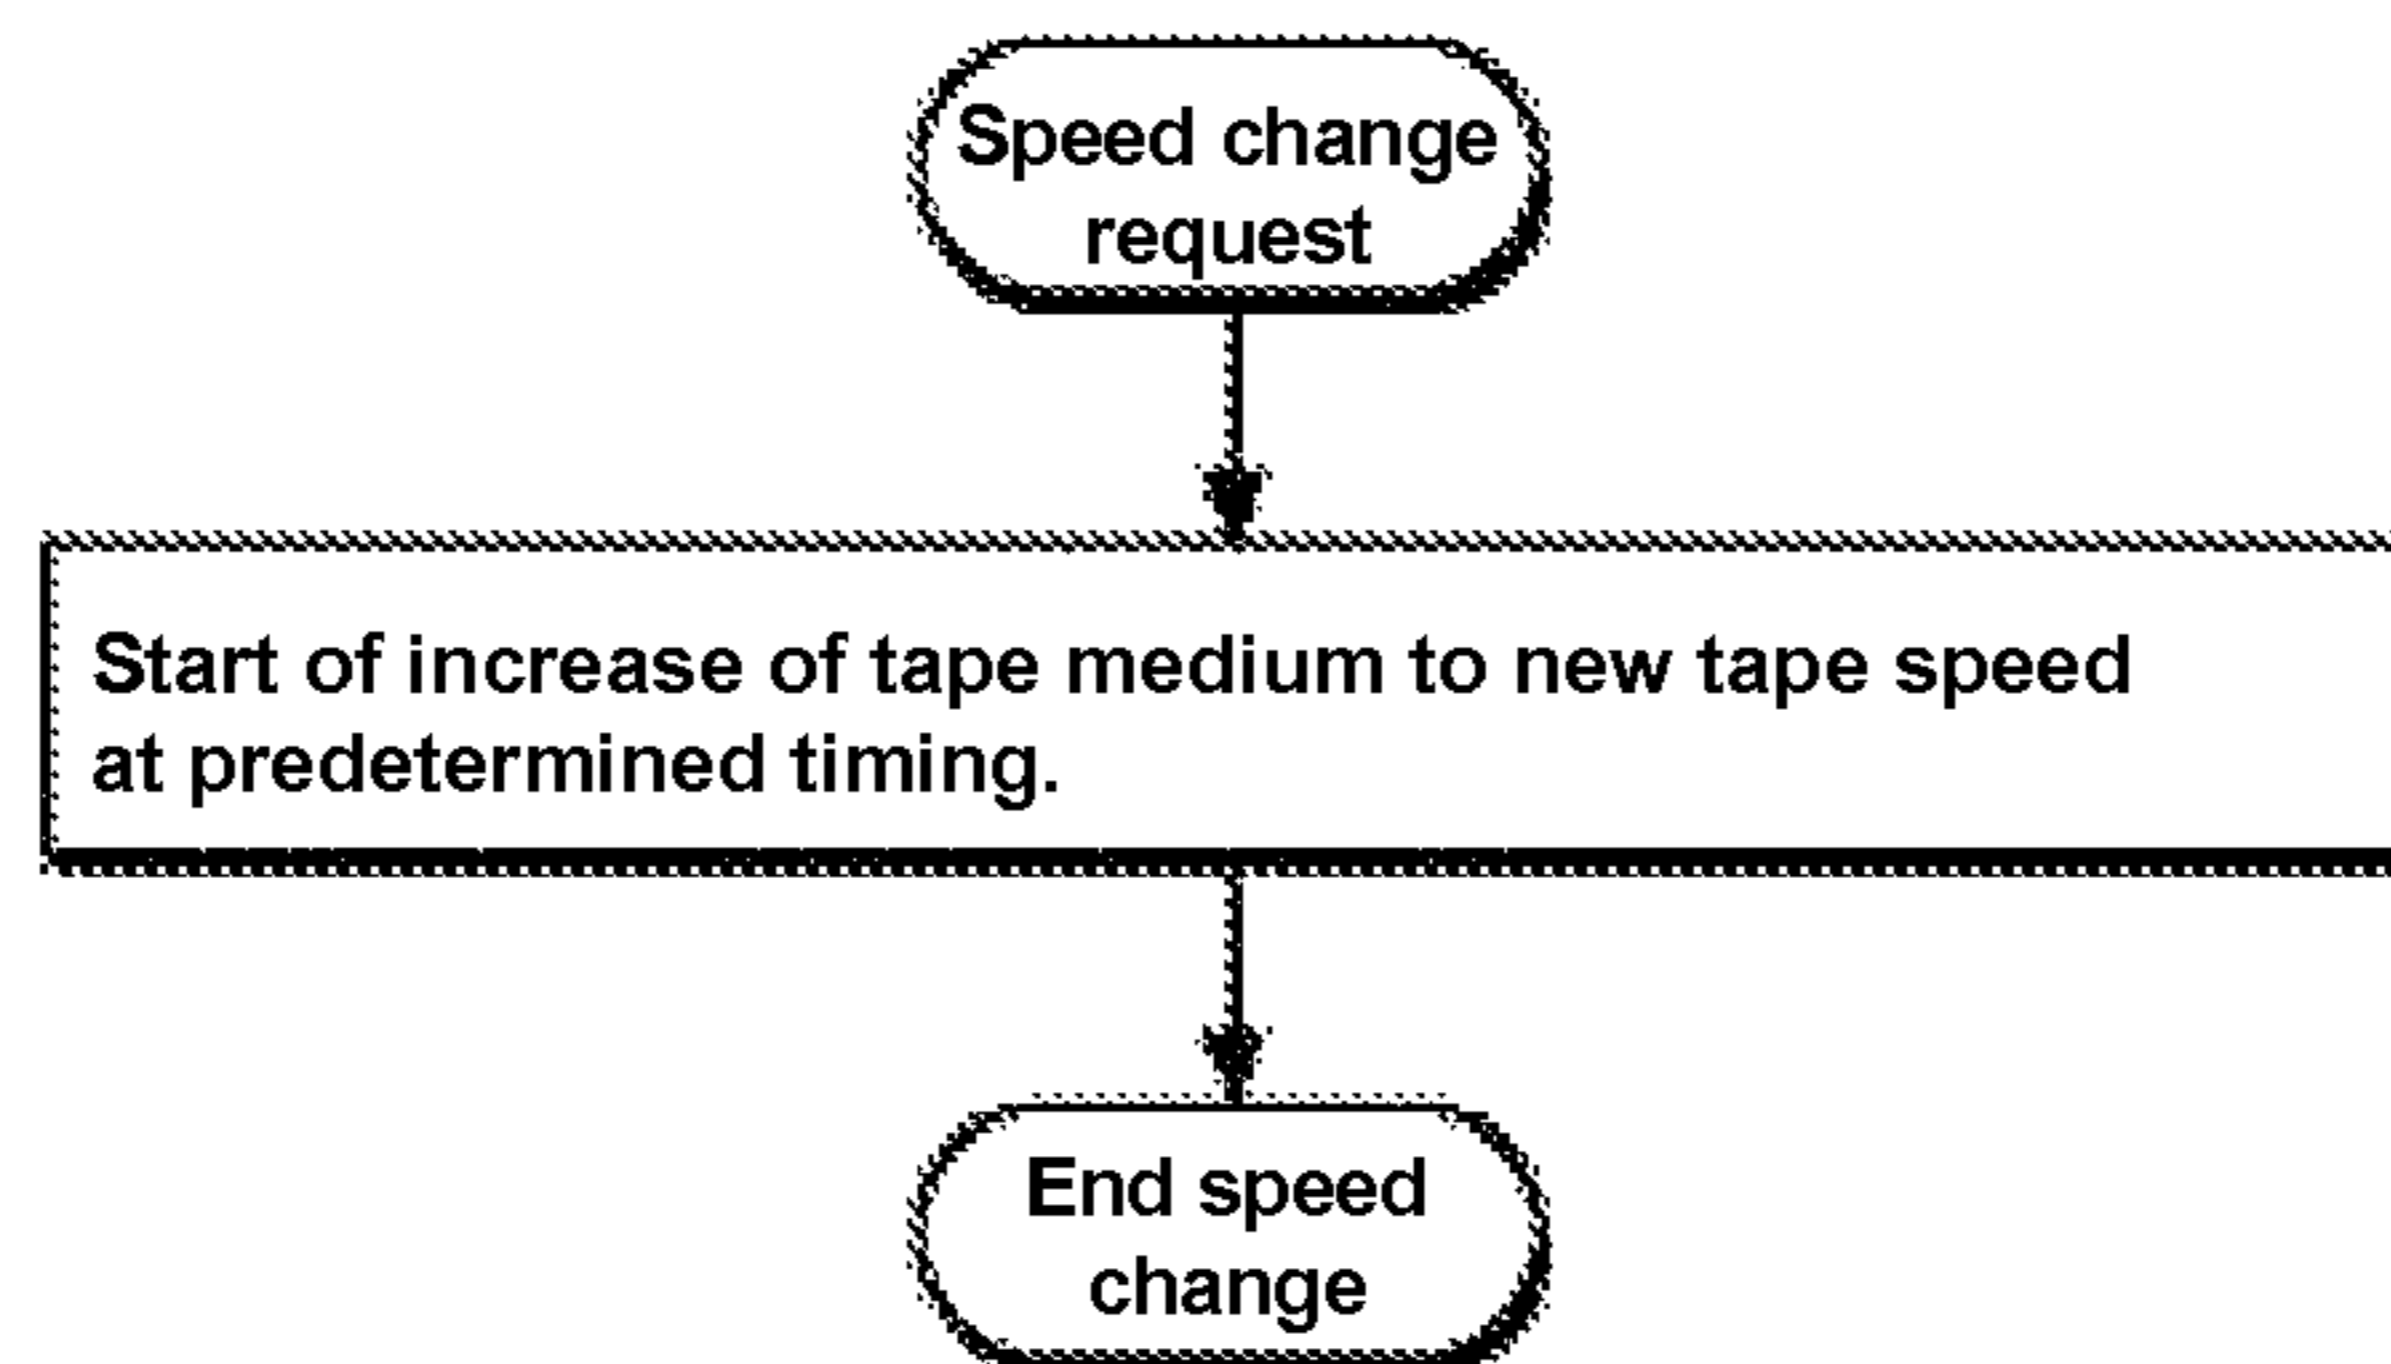 Speed change
request
Start of increase of tape medium to new tape speed
at predetermined timing.
End speed
change